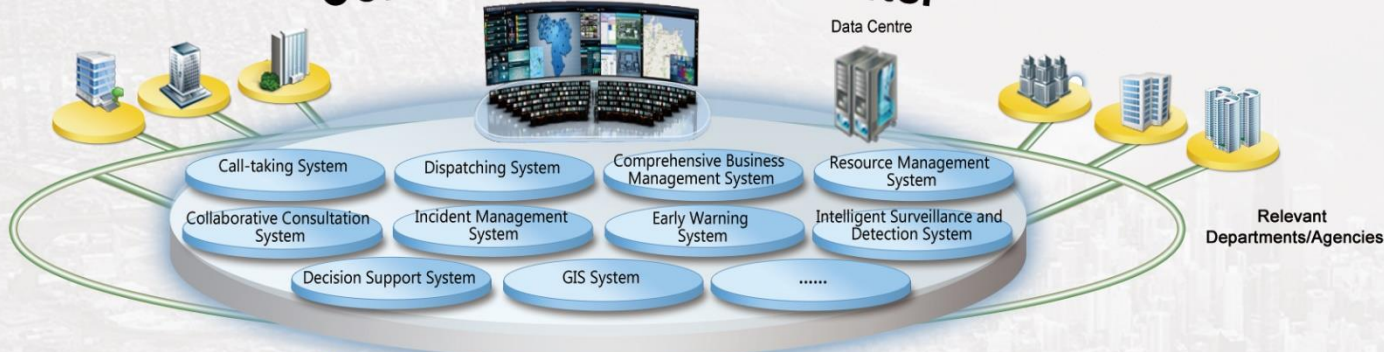 Data Centre
Call-taking System
Dispatching System
Comprehensive Business
Management System
Resource Management
System
Collaborative Consultation
System
Incident Management
System
Early Warning
System
Intelligent Surveillance and
Detection System
Decision Support System
GIS System
......
Relevant
Departments/Agencies